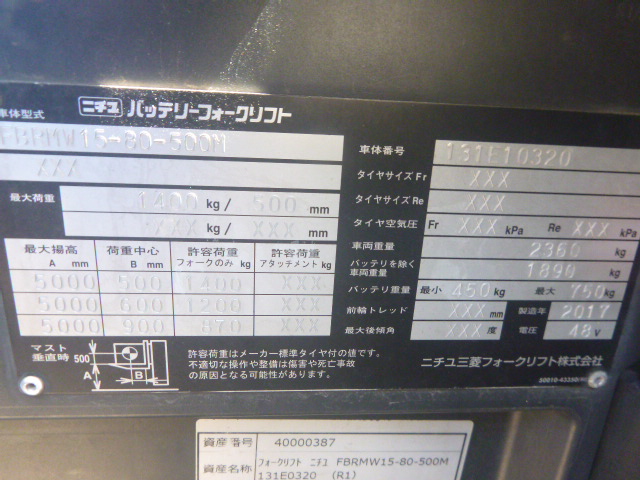 ニチユ バッテリーフォークリフト
車体型式
FBRMW15-80-500M
XXX
最大荷重 1400 kg / 500 mm
XXX kg / XXX mm
最大揚高 A mm 荷重中心 B mm 許容荷重 フォークのみ kg 許容荷重 アタッチメント kg
5000 500 1400 XXX
5000 600 1200 XXX
5000 900 870 XXX
マスト垂直時 500 A B
許容荷重はメーカー標準タイヤ付の値です。
不適切な操作や整備は傷害や死亡事故
の原因となる可能性があります。
車体番号 131E10320
タイヤサイズ Fr XXX
タイヤサイズ Re XXX
タイヤ空気圧 Fr XXX kPa Re XXX kPa
車両重量 2360 kg
バッテリを除く車両重量 1890 kg
バッテリ重量 最小 450 kg 最大 750 kg
前輪トレッド XXX mm 製造年 2017
最大後傾角 XXX 度 電圧 48 V
ニチユ三菱フォークリフト株式会社
資産番号 40000387
資産名称 フォークリフト ニチユ FBRMW15-80-500M
131E0320 (R1)